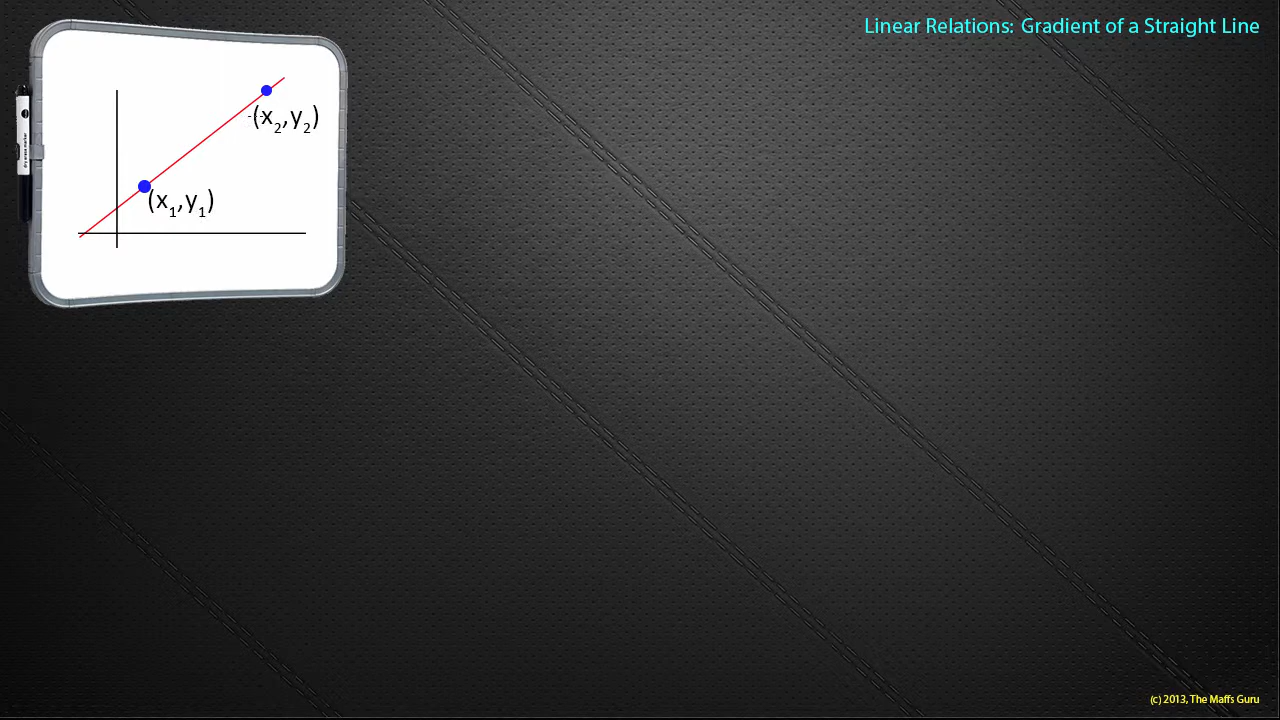 Linear Relations: Gradient of a Straight Line
(x₂,y₂)
(x₁,y₁)
(c) 2013, The Maffs Guru